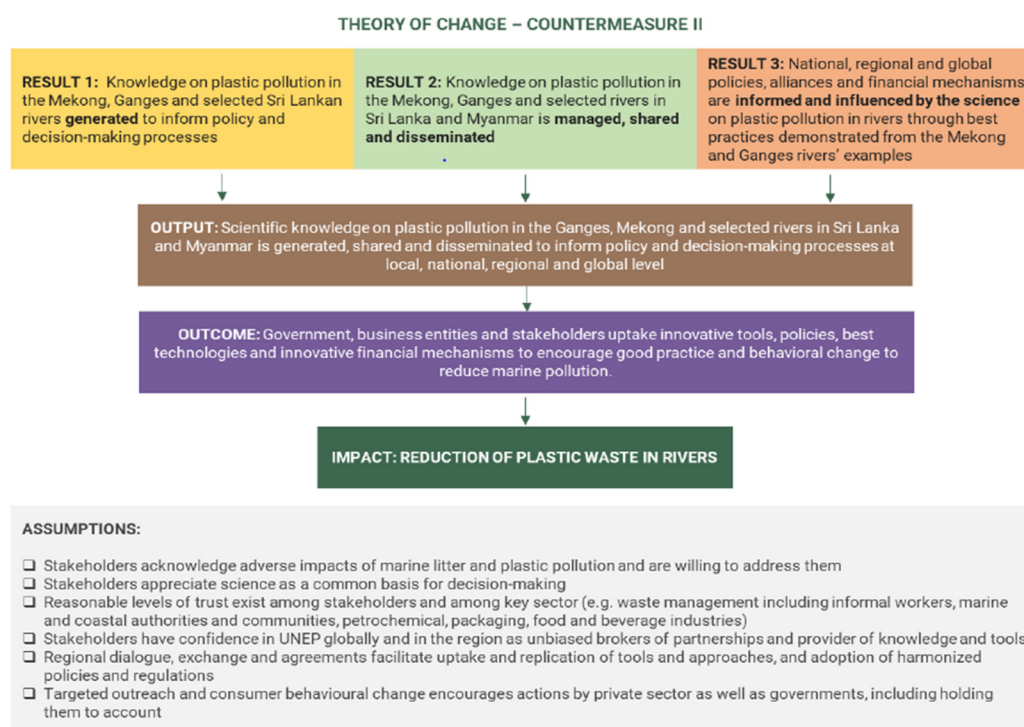 THEORY OF CHANGE – COUNTERMEASURE II
RESULT 1: Knowledge on plastic pollution in
the Mekong, Ganges and selected Sri Lankan
rivers generated to inform policy and
decision-making processes
RESULT 2: Knowledge on plastic pollution in
the Mekong, Ganges and selected rivers in
Sri Lanka and Myanmar is managed, shared
and disseminated
RESULT 3: National, regional and global
policies, alliances and financial mechanisms
are informed and influenced by the science
on plastic pollution in rivers through best
practices demonstrated from the Mekong
and Ganges rivers’ examples
OUTPUT: Scientific knowledge on plastic pollution in the Ganges, Mekong and selected rivers in Sri Lanka
and Myanmar is generated, shared and disseminated to inform policy and decision-making processes at
local, national, regional and global level
OUTCOME: Government, business entities and stakeholders uptake innovative tools, policies, best
technologies and innovative financial mechanisms to encourage good practice and behavioral change to
reduce marine pollution.
IMPACT: REDUCTION OF PLASTIC WASTE IN RIVERS
ASSUMPTIONS:
❑ Stakeholders acknowledge adverse impacts of marine litter and plastic pollution and are willing to address them
❑ Stakeholders appreciate science as a common basis for decision-making
❑ Reasonable levels of trust exist among stakeholders and among key sector (e.g. waste management including informal workers, marine
and coastal authorities and communities, petrochemical, packaging, food and beverage industries)
❑ Stakeholders have confidence in UNEP globally and in the region as unbiased brokers of partnerships and provider of knowledge and tools
❑ Regional dialogue, exchange and agreements facilitate uptake and replication of tools and approaches, and adoption of harmonized
policies and regulations
❑ Targeted outreach and consumer behavioural change encourages actions by private sector as well as governments, including holding
them to account